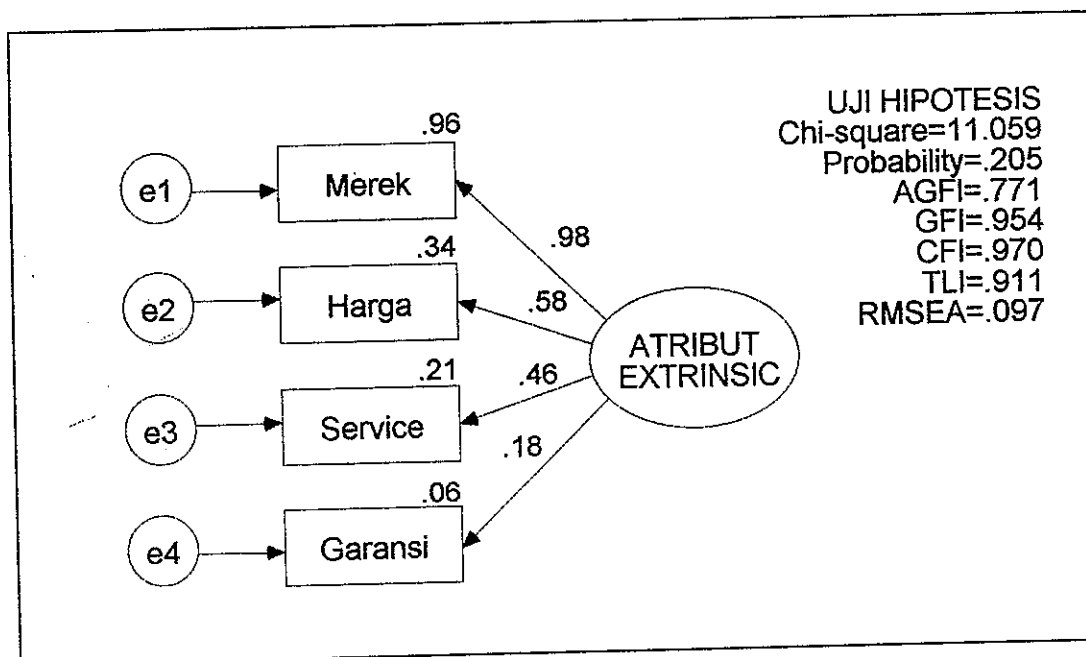 UJI HIPOTESIS
Chi-square=11.059
Probability=.205
AGFI=.771
GFI=.954
CFI=.970
TLI=.911
RMSEA=.097
.96
e1
Merek
.98
.34
e2
Harga
.58
ATRIBUT
EXTRINSIC
.21
.46
e3
Service
.18
.06
e4
Garansi